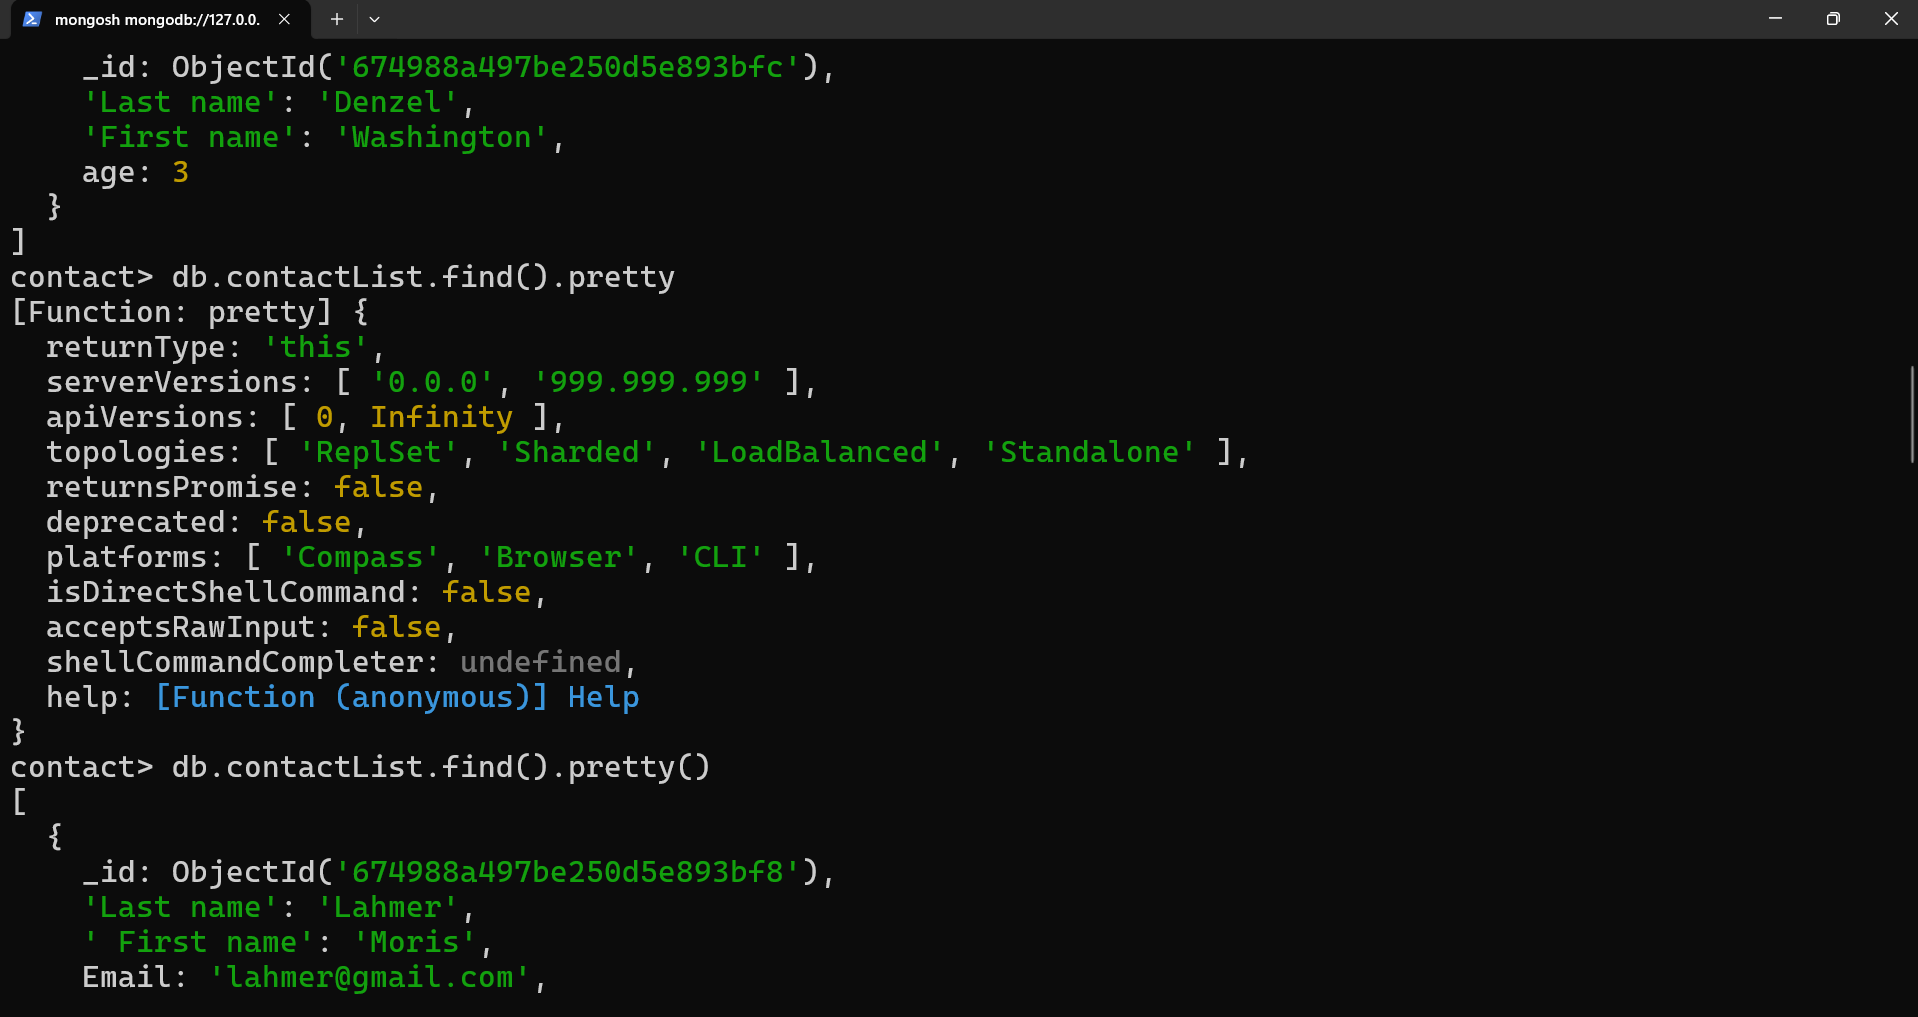 mongosh mongodb://127.0.0.
_id: ObjectId('674988a497be250d5e893bfc'),
'Last name': 'Denzel',
'First name': 'Washington',
age: 3
}
]
contact> db.contactList.find().pretty
[Function: pretty] {
returnType: 'this',
serverVersions: [ '0.0.0', '999.999.999' ],
apiVersions: [ 0, Infinity ],
topologies: [ 'ReplSet', 'Sharded', 'LoadBalanced', 'Standalone' ],
returnsPromise: false,
deprecated: false,
platforms: [ 'Compass', 'Browser', 'CLI' ],
isDirectShellCommand: false,
acceptsRawInput: false,
shellCommandCompleter: undefined,
help: [Function (anonymous)] Help
}
contact> db.contactList.find().pretty()
[
{
_id: ObjectId('674988a497be250d5e893bf8'),
'Last name': 'Lahmer',
' First name': 'Moris',
Email: 'lahmer@gmail.com',